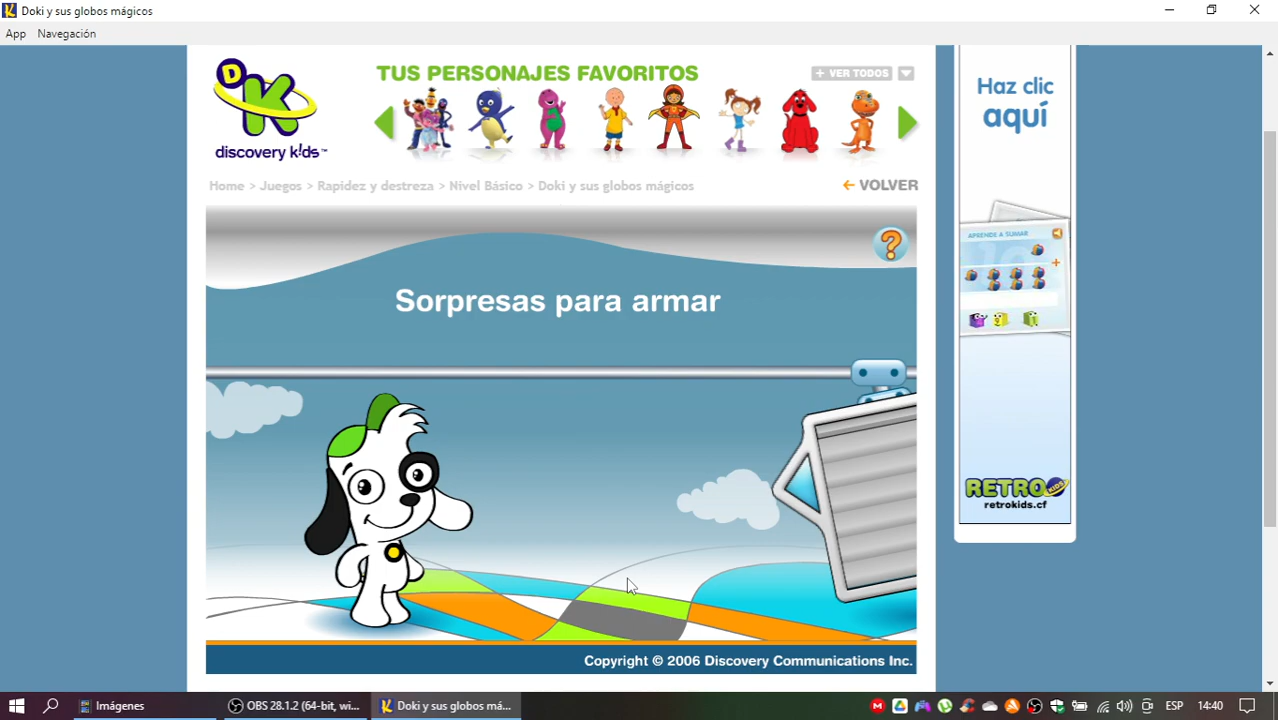 Doki y sus globos mágicos
App Navegación
D K
discovery k!ds™
TUS PERSONAJES FAVORITOS
+ VER TODOS
Home > Juegos > Rapidez y destreza > Nivel Básico > Doki y sus globos mágicos
← VOLVER
?
Sorpresas para armar
Copyright © 2006 Discovery Communications Inc.
Haz clic
aquí
APRENDE A SUMAR
+
RETRO KIDS
retrokids.cf
Imágenes
OBS 28.1.2 (64-bit, wi...
Doki y sus globos má...
ESP
14:40